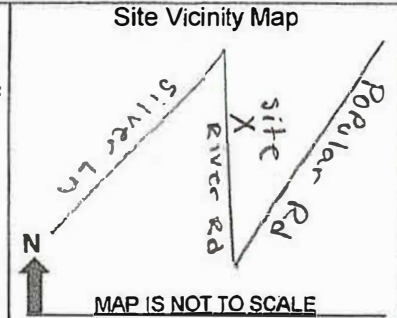 Site Vicinity Map
Silver Ln
River Rd
X
Site
Popular Rd
N
MAP IS NOT TO SCALE